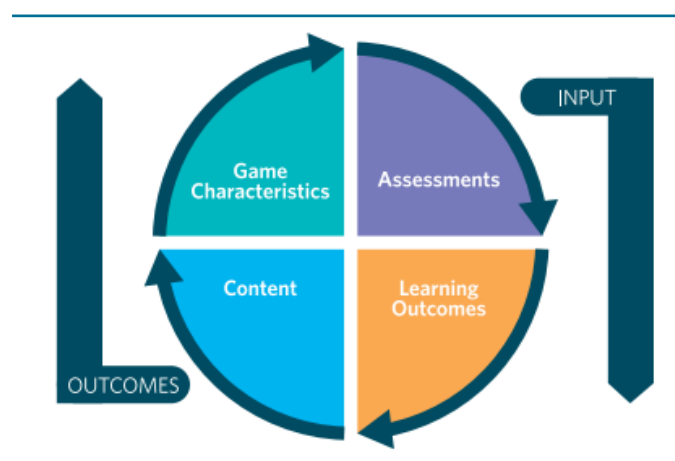 INPUT
Game
Characteristics
Assessments
Content
Learning
Outcomes
OUTCOMES